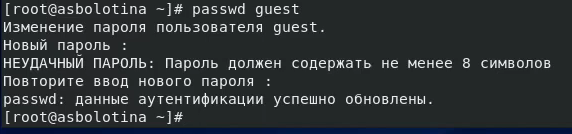 [root@asbolotina ~]# passwd guest
Изменение пароля пользователя guest.
Новый пароль :
НЕУДАЧНЫЙ ПАРОЛЬ: Пароль должен содержать не менее 8 символов
Повторите ввод нового пароля :
passwd: данные аутентификации успешно обновлены.
[root@asbolotina ~]#